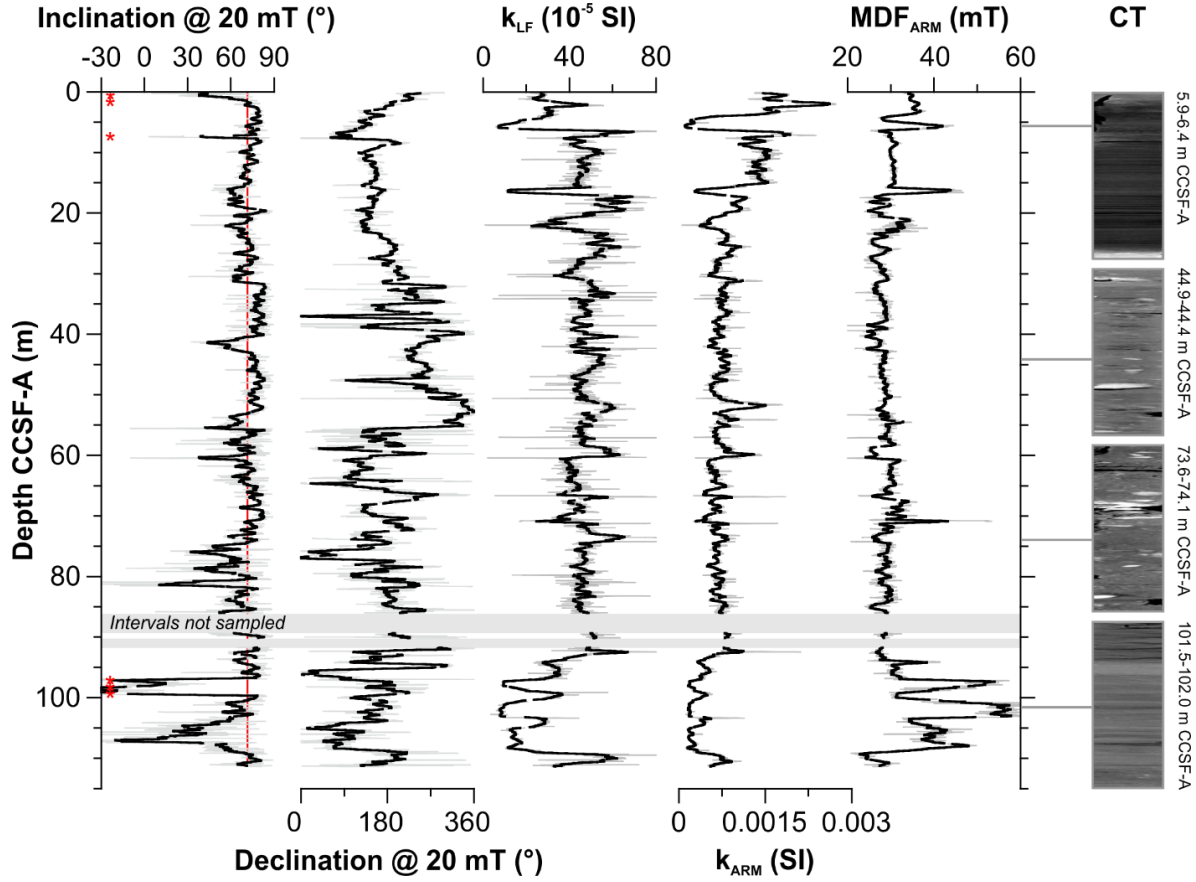 Inclination @ 20 mT (°)
k_LF (10⁻⁵ SI)
MDF_ARM (mT)
CT
-30 0 30 60 90
0 40 80
20 40 60
0
20
40
60
80
100
Depth CCSF-A (m)
*
*
*
Intervals not sampled
*
*
*
5.9-6.4 m CCSF-A
44.9-44.4 m CCSF-A
73.6-74.1 m CCSF-A
101.5-102.0 m CCSF-A
0 180 360
Declination @ 20 mT (°)
0 0.0015 0.003
k_ARM (SI)